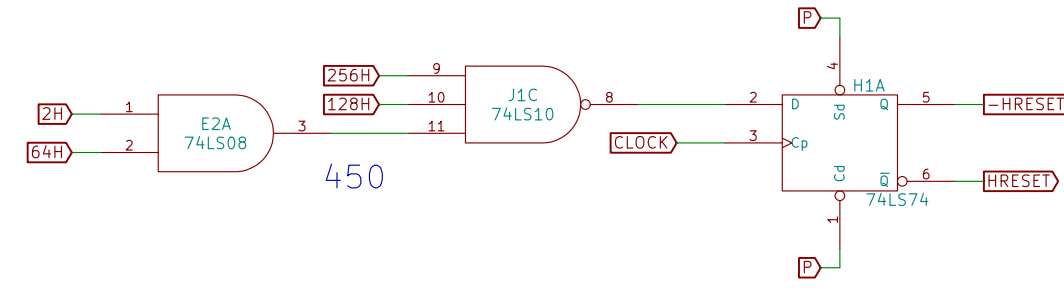 P
4
H1A
256H
9
J1C
74LS10
128H
10
8
2
D
Sd
Q
5
-HRESET
2H
1
E2A
74LS08
3
11
CLOCK
3
Cp
64H
2
450
Cd
Q
6
HRESET
74LS74
1
P